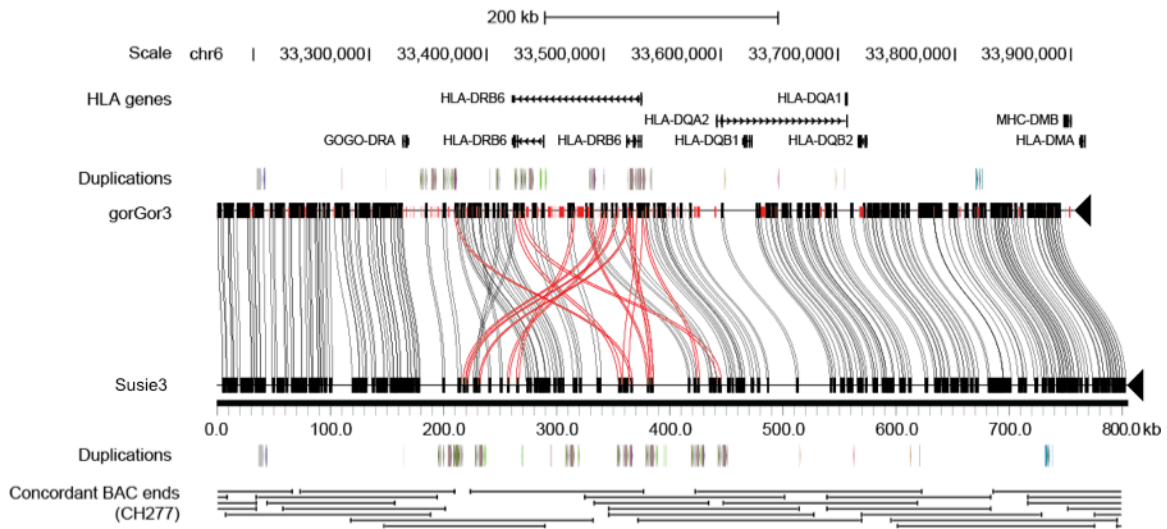 200 kb
Scale chr6 33,300,000 33,400,000 33,500,000 33,600,000 33,700,000 33,800,000 33,900,000
HLA genes HLA-DRB6 HLA-DQA1
HLA-DQA2 MHC-DMB
GOGO-DRA HLA-DRB6 HLA-DRB6 HLA-DQB1 HLA-DQB2 HLA-DMA
Duplications
gorGor3
Susie3
0.0 100.0 200.0 300.0 400.0 500.0 600.0 700.0 800.0 kb
Duplications
Concordant BAC ends
(CH277)